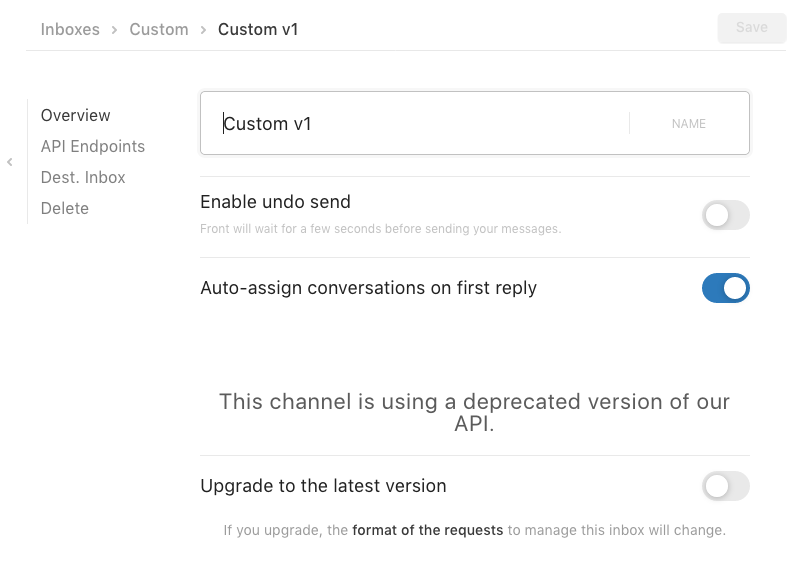 Inboxes › Custom › Custom v1
Save
Overview
API Endpoints
Dest. Inbox
Delete
Custom v1
NAME
Enable undo send
Front will wait for a few seconds before sending your messages.
Auto-assign conversations on first reply
This channel is using a deprecated version of our
API.
Upgrade to the latest version
If you upgrade, the format of the requests to manage this inbox will change.